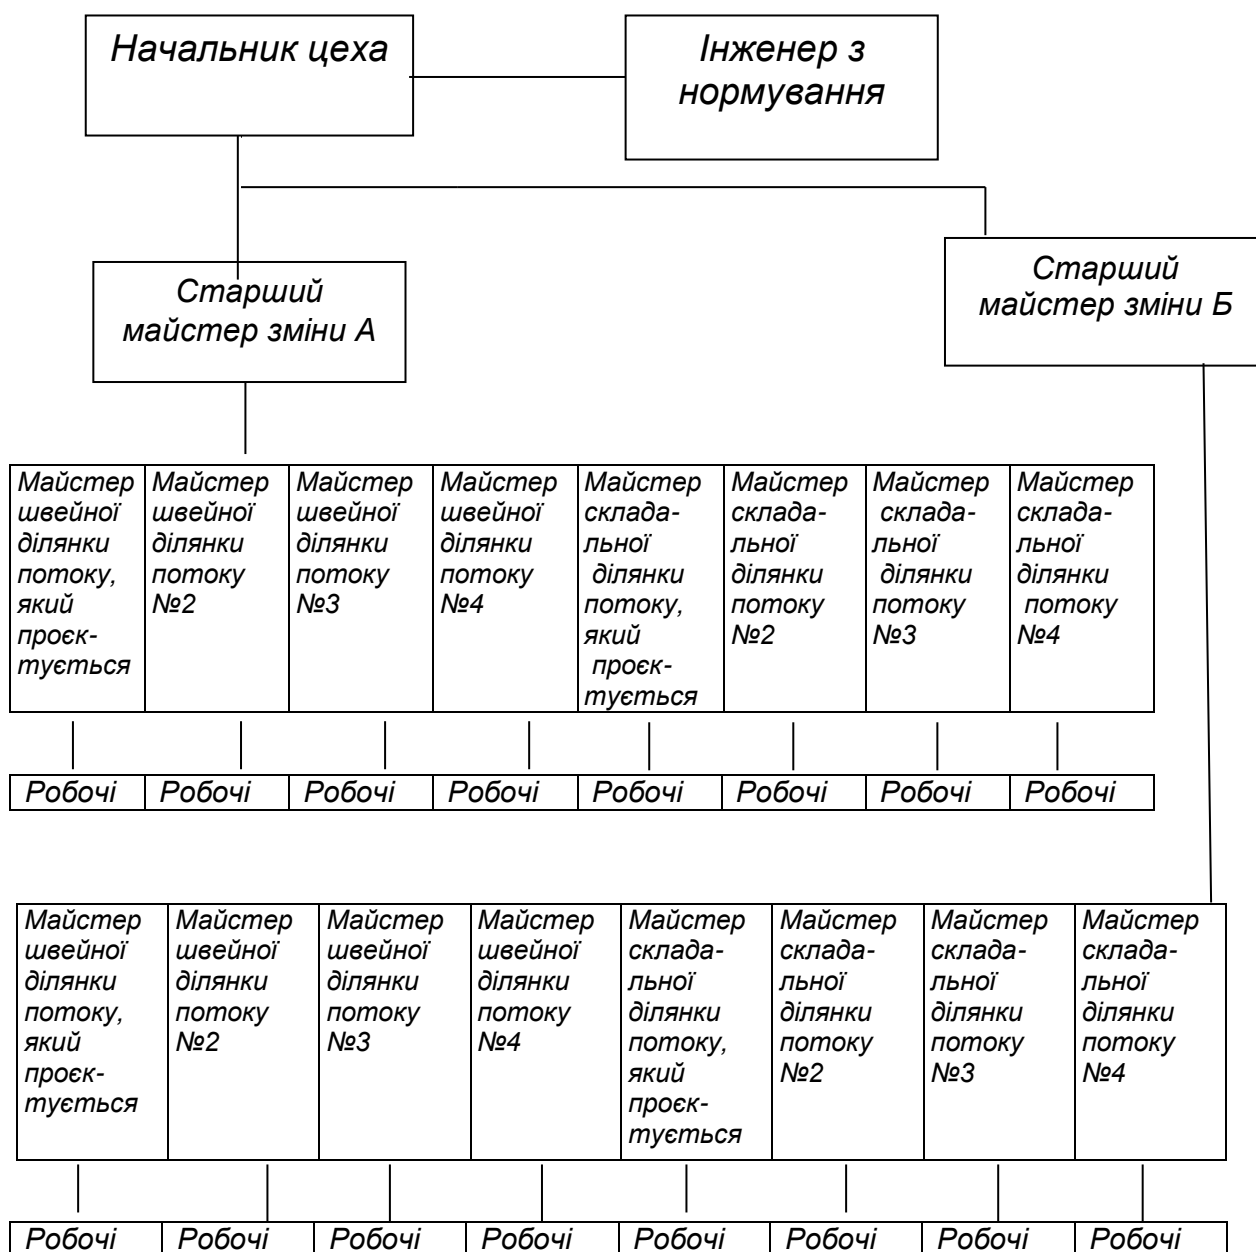 Начальник цеха
Інженер з
нормування
Старший
майстер зміни А
Старший
майстер зміни Б
Майстер
швейної
ділянки
потоку,
який
проєк-
тується
Майстер
швейної
ділянки
потоку
№2
Майстер
швейної
ділянки
потоку
№3
Майстер
швейної
ділянки
потоку
№4
Майстер
склада-
льної
ділянки
потоку,
який
проєк-
тується
Майстер
склада-
льної
ділянки
потоку
№2
Майстер
склада-
льної
ділянки
потоку
№3
Майстер
склада-
льної
ділянки
потоку
№4
Робочі
Робочі
Робочі
Робочі
Робочі
Робочі
Робочі
Робочі
Майстер
швейної
ділянки
потоку,
який
проєк-
тується
Майстер
швейної
ділянки
потоку
№2
Майстер
швейної
ділянки
потоку
№3
Майстер
швейної
ділянки
потоку
№4
Майстер
склада-
льної
ділянки
потоку,
який
проєк-
тується
Майстер
склада-
льної
ділянки
потоку
№2
Майстер
склада-
льної
ділянки
потоку
№3
Майстер
склада-
льної
ділянки
потоку
№4
Робочі
Робочі
Робочі
Робочі
Робочі
Робочі
Робочі
Робочі